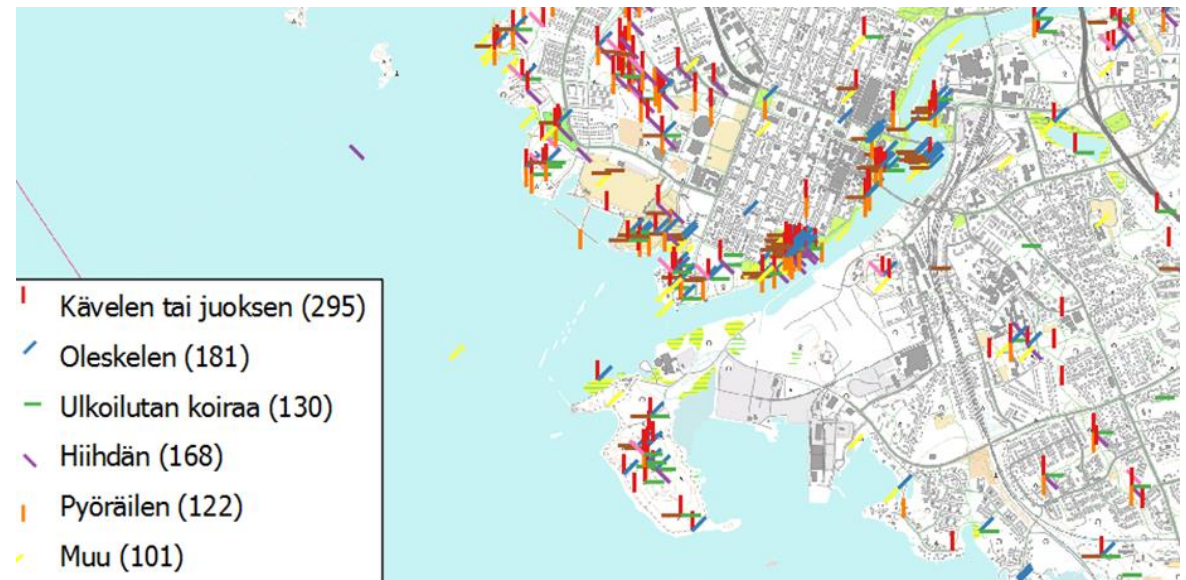 Kävelen tai juoksen (295)
Oleskelen (181)
Ulkoilutan koiraa (130)
Hiihdän (168)
Pyöräilen (122)
Muu (101)